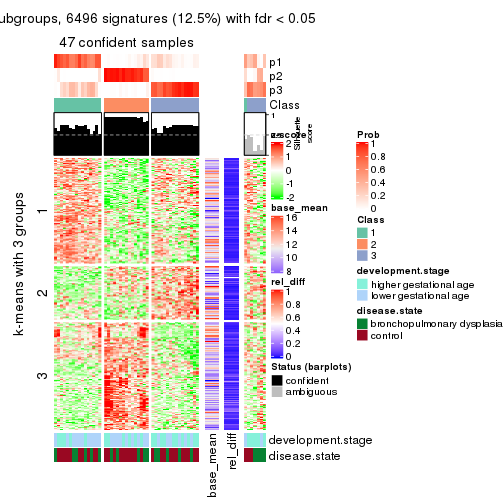 ubgroups, 6496 signatures (12.5%) with fdr < 0.05
47 confident samples
p1
p2
p3
Class
1
Silhouette
score
z-score
2
1
0
-1
-2
base_mean
16
14
12
10
8
rel_diff
1
0.8
0.6
0.4
0.2
0
Status (barplots)
confident
ambiguous
Prob
1
0.8
0.6
0.4
0.2
0
Class
1
2
3
development.stage
higher gestational age
lower gestational age
disease.state
bronchopulmonary dysplasia
control
k-means with 3 groups
1
2
3
development.stage
disease.state
base_mean
rel_diff